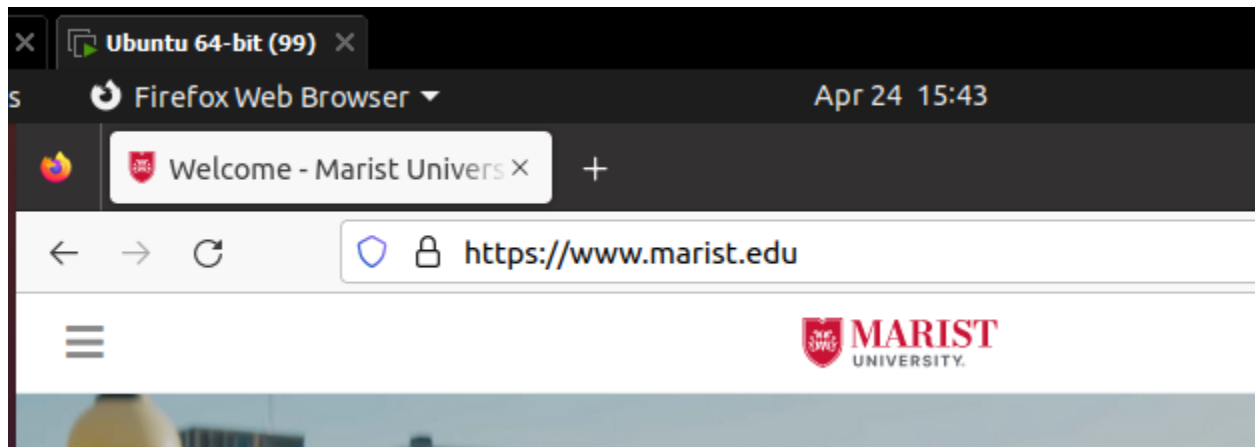 Ubuntu 64-bit (99)
s Firefox Web Browser Apr 24 15:43
Welcome - Marist Univers
https://www.marist.edu
MARIST
UNIVERSITY.